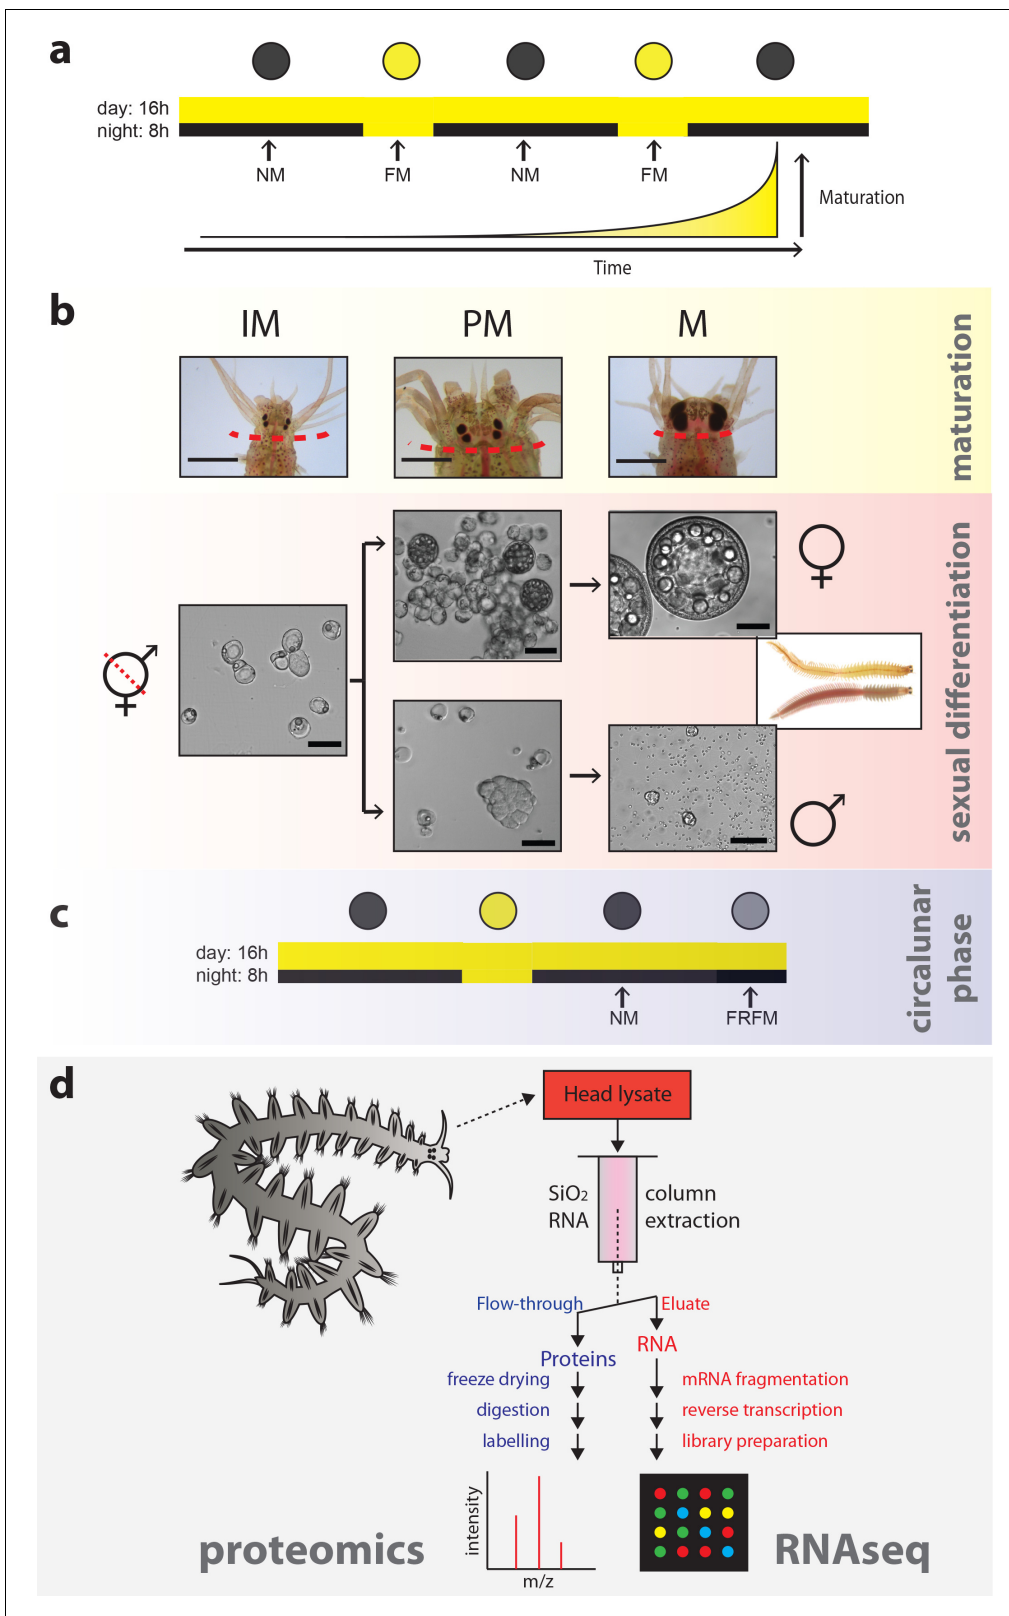 a
day: 16h
night: 8h
NM FM NM FM
Maturation
Time
b
IM PM M
maturation
sexual differentiation
c
day: 16h
night: 8h
NM FRFM
circalunar
phase
d
Head lysate
SiO2 column
RNA extraction
Flow-through Eluate
Proteins RNA
freeze drying mRNA fragmentation
digestion reverse transcription
labelling library preparation
intensity
m/z
proteomics RNAseq